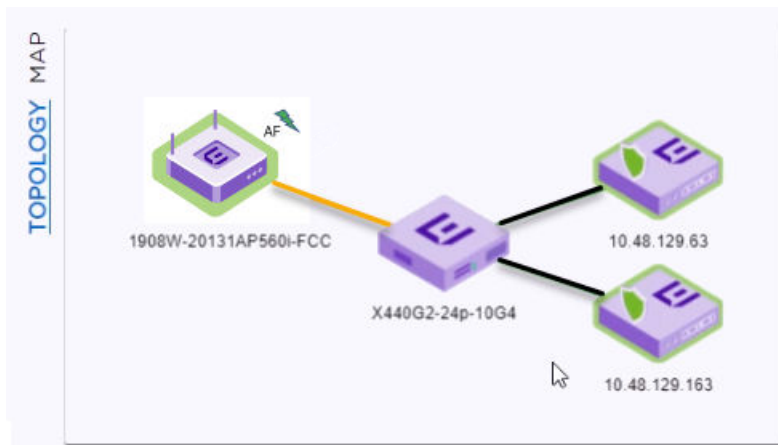 TOPOLOGY MAP
AF
1908W-20131AP560i-FCC
10.48.129.63
X440G2-24p-10G4
10.48.129.163